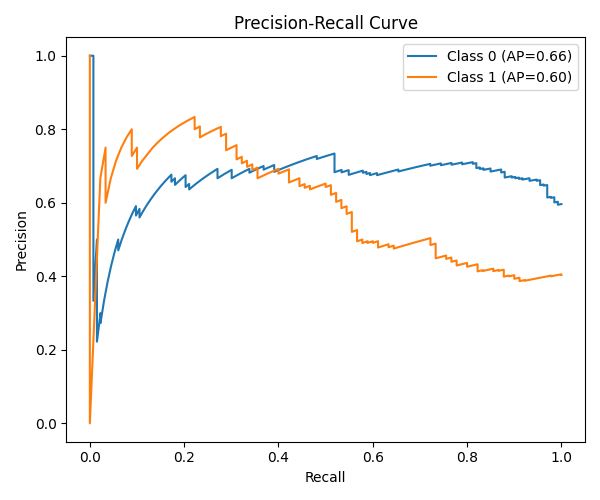 Precision-Recall Curve
Class 0 (AP=0.66)
Class 1 (AP=0.60)
Precision
1.0
0.8
0.6
0.4
0.2
0.0
0.0 0.2 0.4 0.6 0.8 1.0
Recall